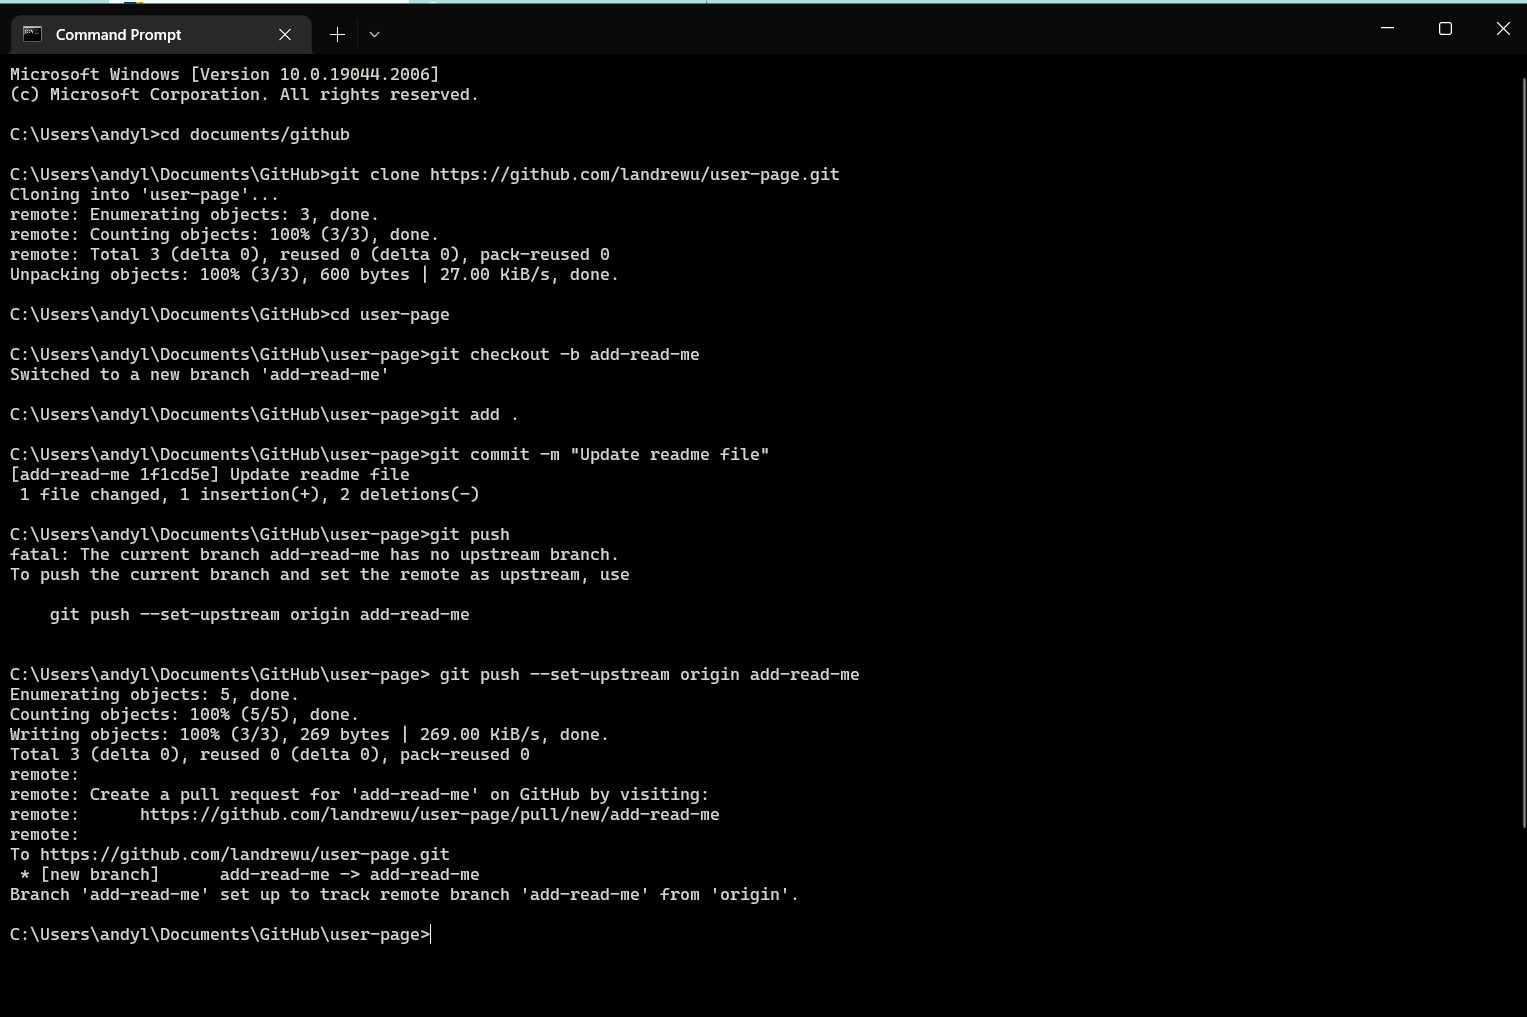 Command Prompt
Microsoft Windows [Version 10.0.19044.2006]
(c) Microsoft Corporation. All rights reserved.
C:\Users\andyl>cd documents/github
C:\Users\andyl\Documents\GitHub>git clone https://github.com/landrewu/user-page.git
Cloning into 'user-page'...
remote: Enumerating objects: 3, done.
remote: Counting objects: 100% (3/3), done.
remote: Total 3 (delta 0), reused 0 (delta 0), pack-reused 0
Unpacking objects: 100% (3/3), 600 bytes | 27.00 KiB/s, done.
C:\Users\andyl\Documents\GitHub>cd user-page
C:\Users\andyl\Documents\GitHub\user-page>git checkout -b add-read-me
Switched to a new branch 'add-read-me'
C:\Users\andyl\Documents\GitHub\user-page>git add .
C:\Users\andyl\Documents\GitHub\user-page>git commit -m "Update readme file"
[add-read-me 1f1cd5e] Update readme file
 1 file changed, 1 insertion(+), 2 deletions(-)
C:\Users\andyl\Documents\GitHub\user-page>git push
fatal: The current branch add-read-me has no upstream branch.
To push the current branch and set the remote as upstream, use
    git push --set-upstream origin add-read-me
C:\Users\andyl\Documents\GitHub\user-page> git push --set-upstream origin add-read-me
Enumerating objects: 5, done.
Counting objects: 100% (5/5), done.
Writing objects: 100% (3/3), 269 bytes | 269.00 KiB/s, done.
Total 3 (delta 0), reused 0 (delta 0), pack-reused 0
remote:
remote: Create a pull request for 'add-read-me' on GitHub by visiting:
remote:      https://github.com/landrewu/user-page/pull/new/add-read-me
remote:
To https://github.com/landrewu/user-page.git
 * [new branch]      add-read-me -> add-read-me
Branch 'add-read-me' set up to track remote branch 'add-read-me' from 'origin'.
C:\Users\andyl\Documents\GitHub\user-page>